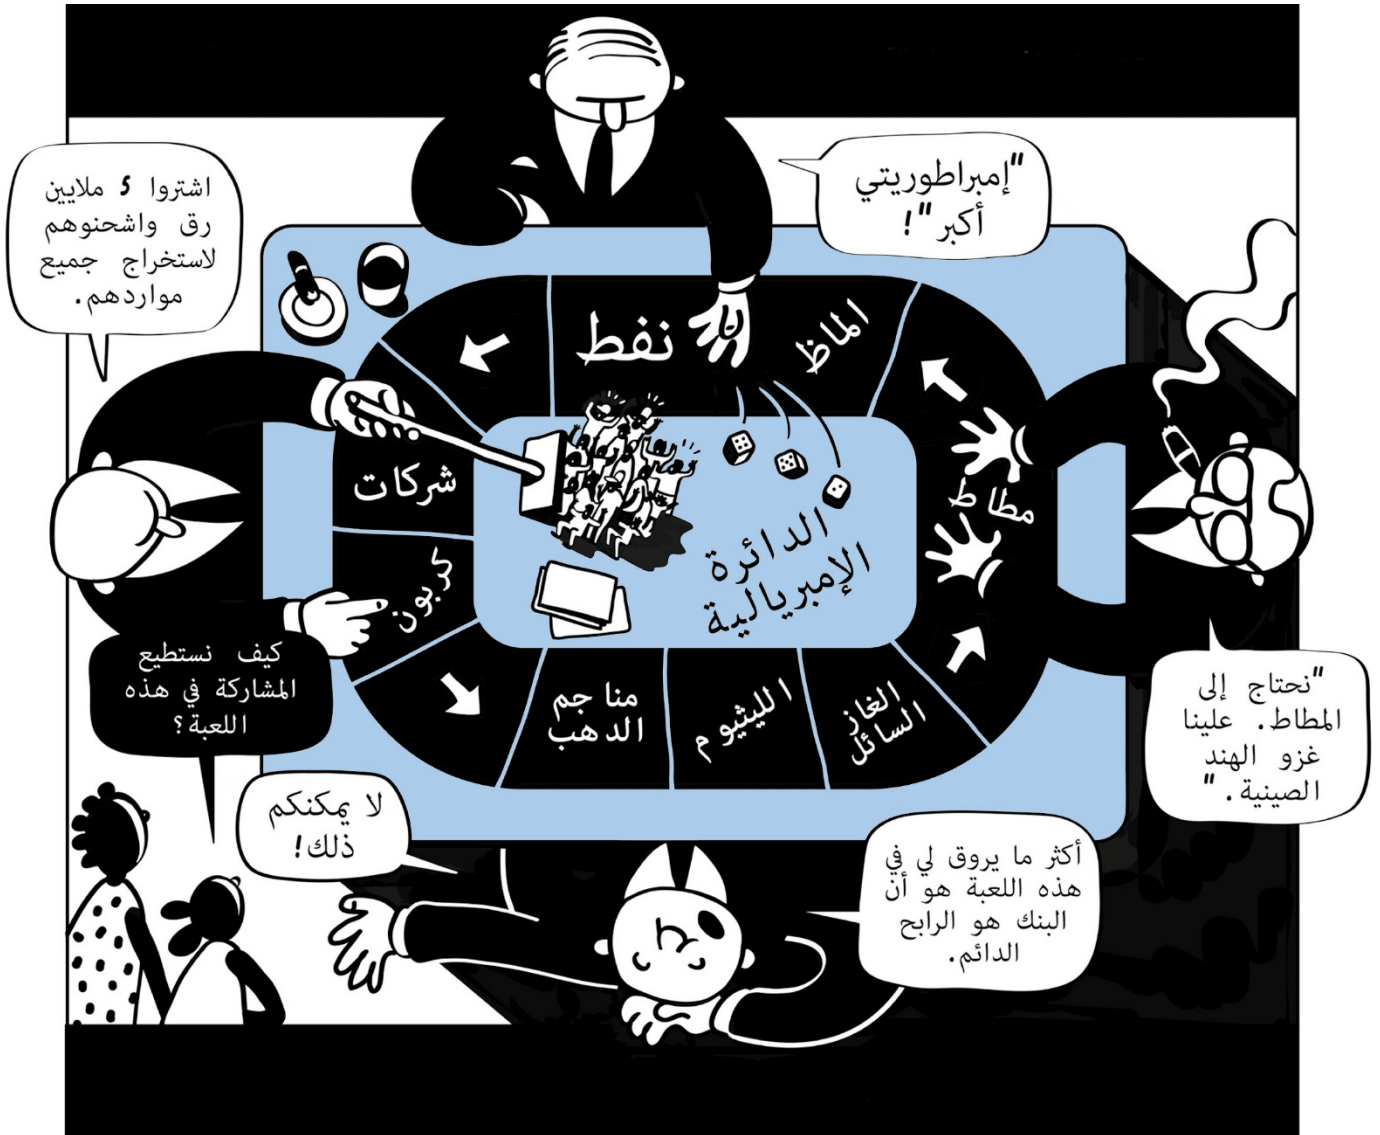 "إمبراطوريتي
أكبر"!
اشتروا 5 ملايين
رق واشحنوهم
لاستخراج جميع
مواردهم.
نفط
الماظ
مطاط
شركات
كربون
الدائرة
الإمبريالية
مناجم
الدهب
الليثيوم
الغاز
السائل
"نحتاج إلى
المطاط. علينا
غزو الهند
الصينية."
كيف نستطيع
المشاركة في هذه
اللعبة؟
لا يمكنكم
ذلك!
أكثر ما يروق لي في
هذه اللعبة هو أن
البنك هو الرابح
الدائم.